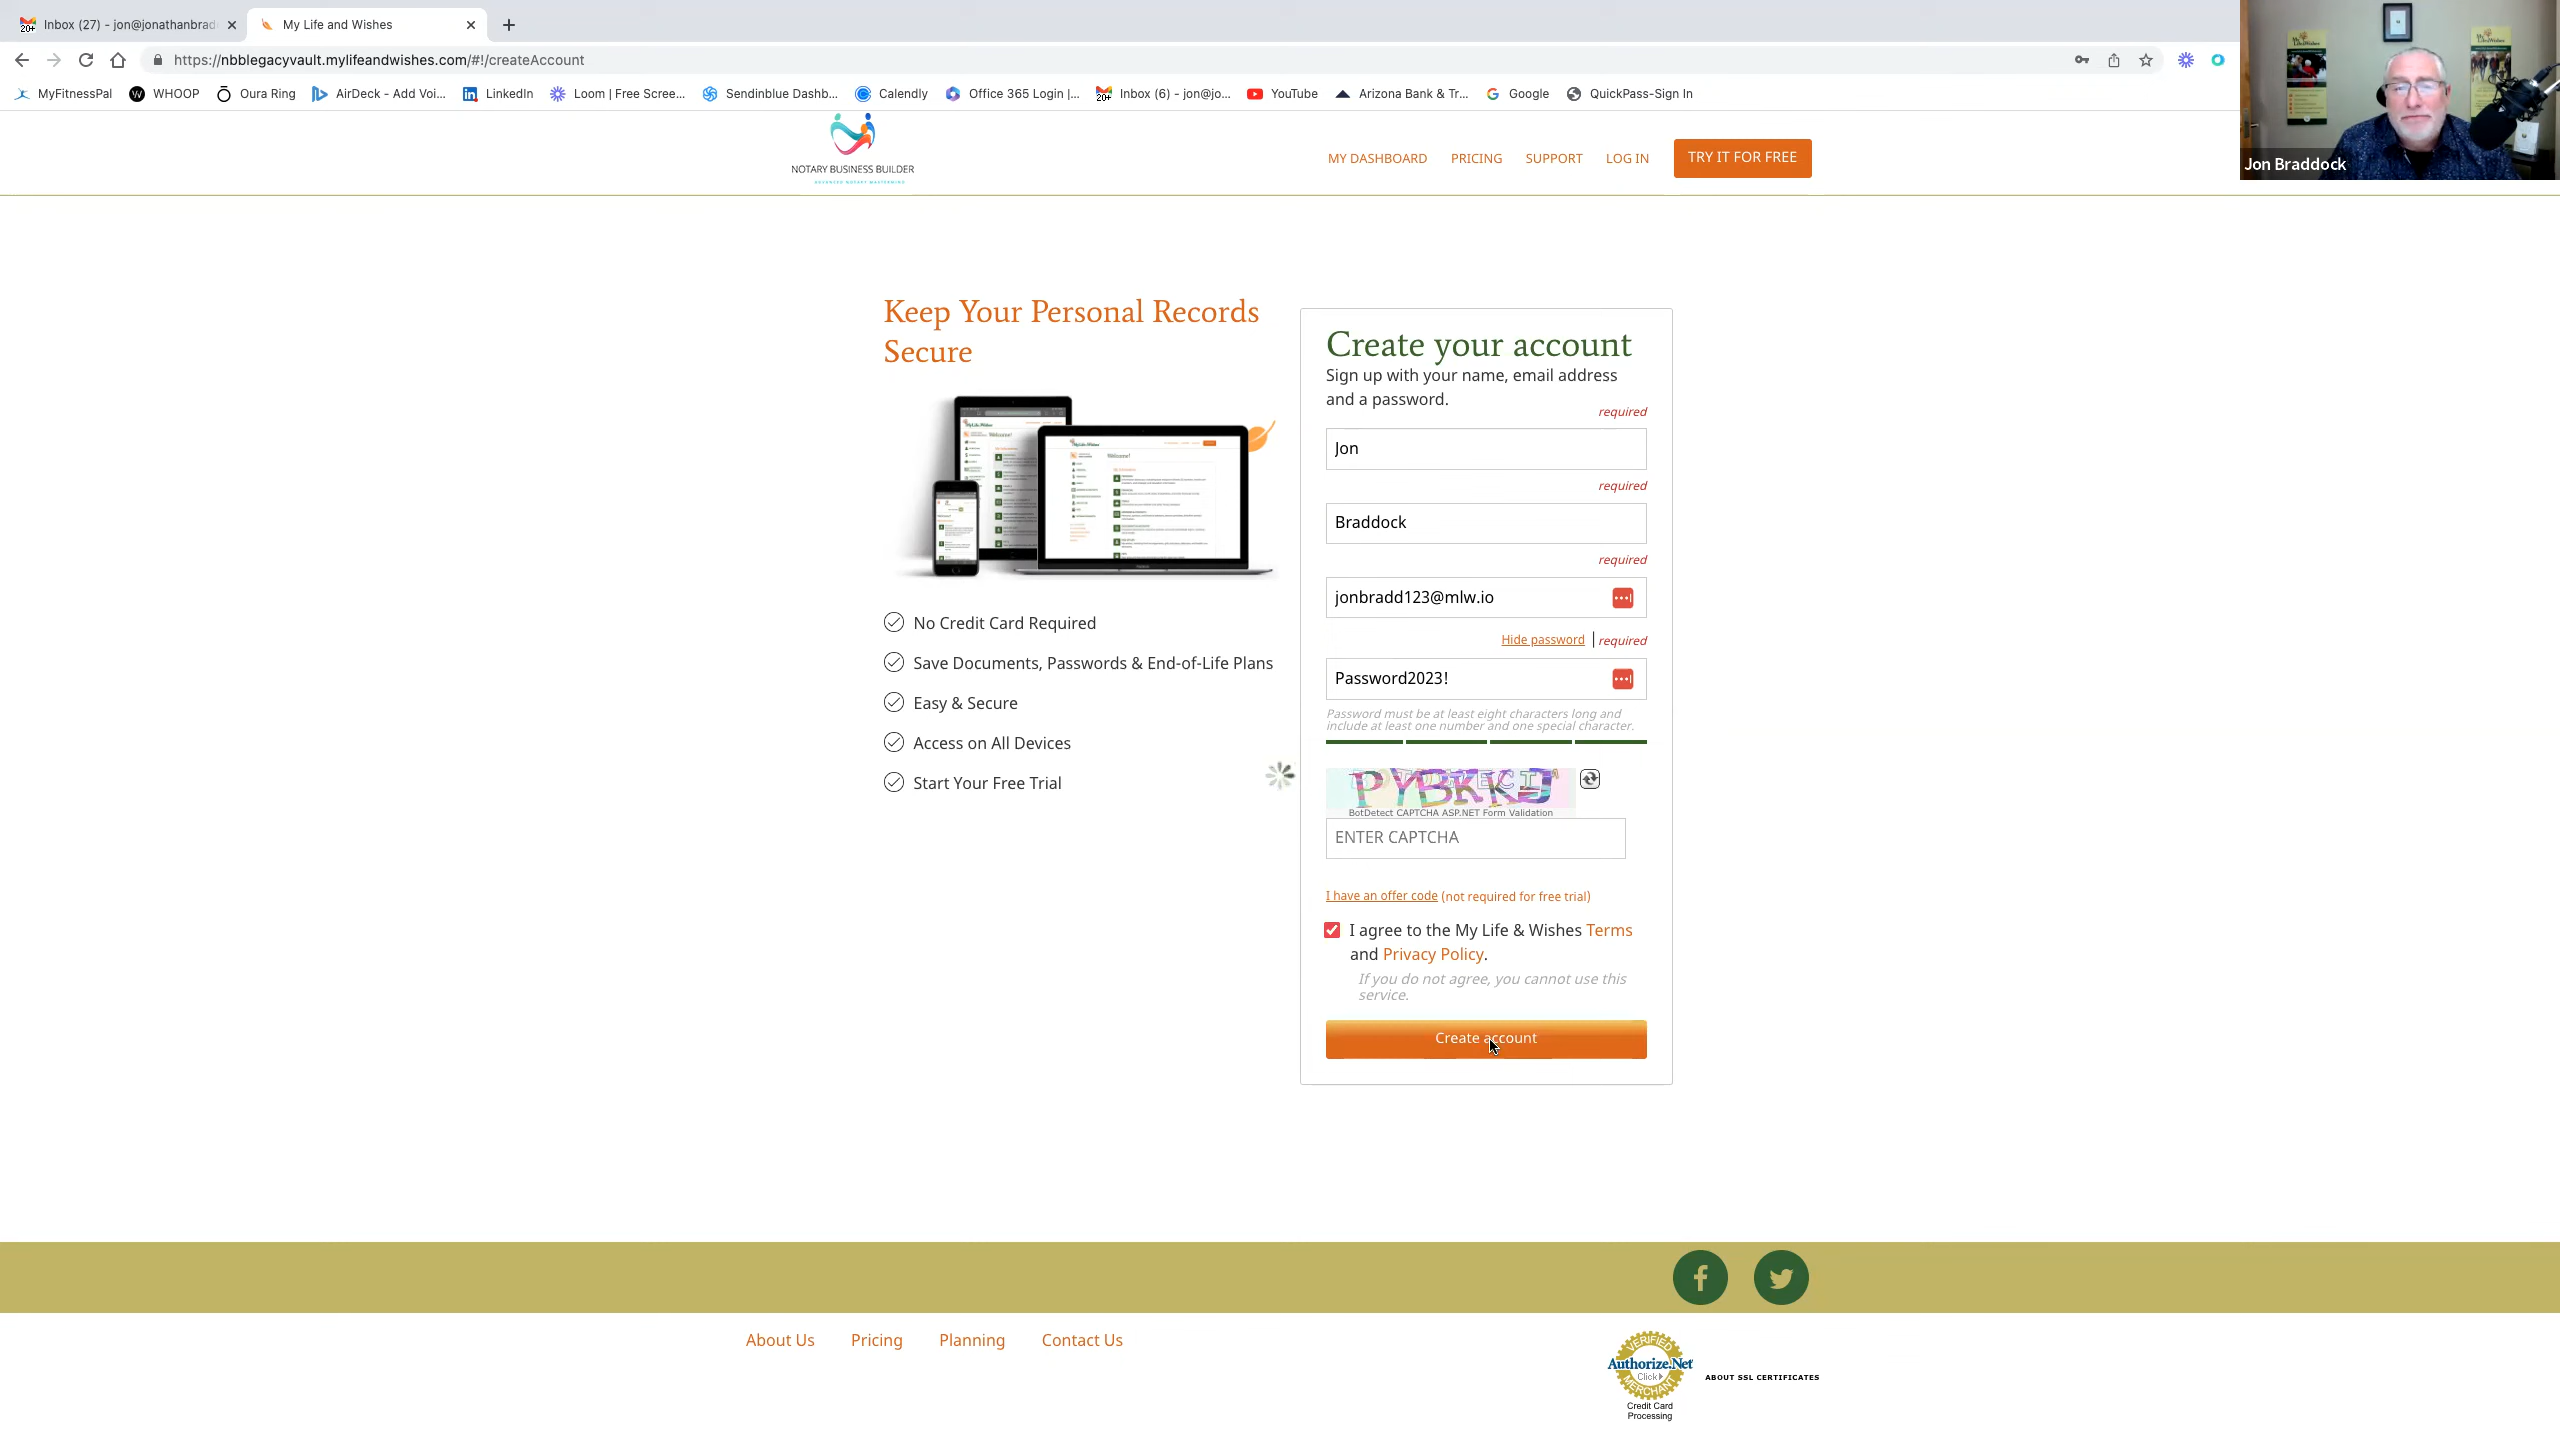 Inbox (27) - jon@jonathanbrad
My Life and Wishes
https://nbblegacyvault.mylifeandwishes.com/#!/createAccount
MyFitnessPal
WHOOP
Oura Ring
AirDeck - Add Voi...
LinkedIn
Loom | Free Scree...
Sendinblue Dashb...
Calendly
Office 365 Login |...
Inbox (6) - jon@jo...
YouTube
Arizona Bank & Tr...
Google
QuickPass-Sign In
Jon Braddock
NOTARY BUSINESS BUILDER
MY DASHBOARD
PRICING
SUPPORT
LOG IN
TRY IT FOR FREE
Keep Your Personal Records
Secure
No Credit Card Required
Save Documents, Passwords & End-of-Life Plans
Easy & Secure
Access on All Devices
Start Your Free Trial
Create your account
Sign up with your name, email address
and a password.
required
Jon
required
Braddock
required
jonbradd123@mlw.io
Hide password | required
Password2023!
Password must be at least eight characters long and
include at least one number and one special character.
PYBKKJ
BotDetect CAPTCHA ASP.NET Form Validation
ENTER CAPTCHA
I have an offer code (not required for free trial)
I agree to the My Life & Wishes Terms
and Privacy Policy.
If you do not agree, you cannot use this
service.
Create account
About Us
Pricing
Planning
Contact Us
VERIFIED
Authorize.Net
Click
MERCHANT
Credit Card
Processing
ABOUT SSL CERTIFICATES